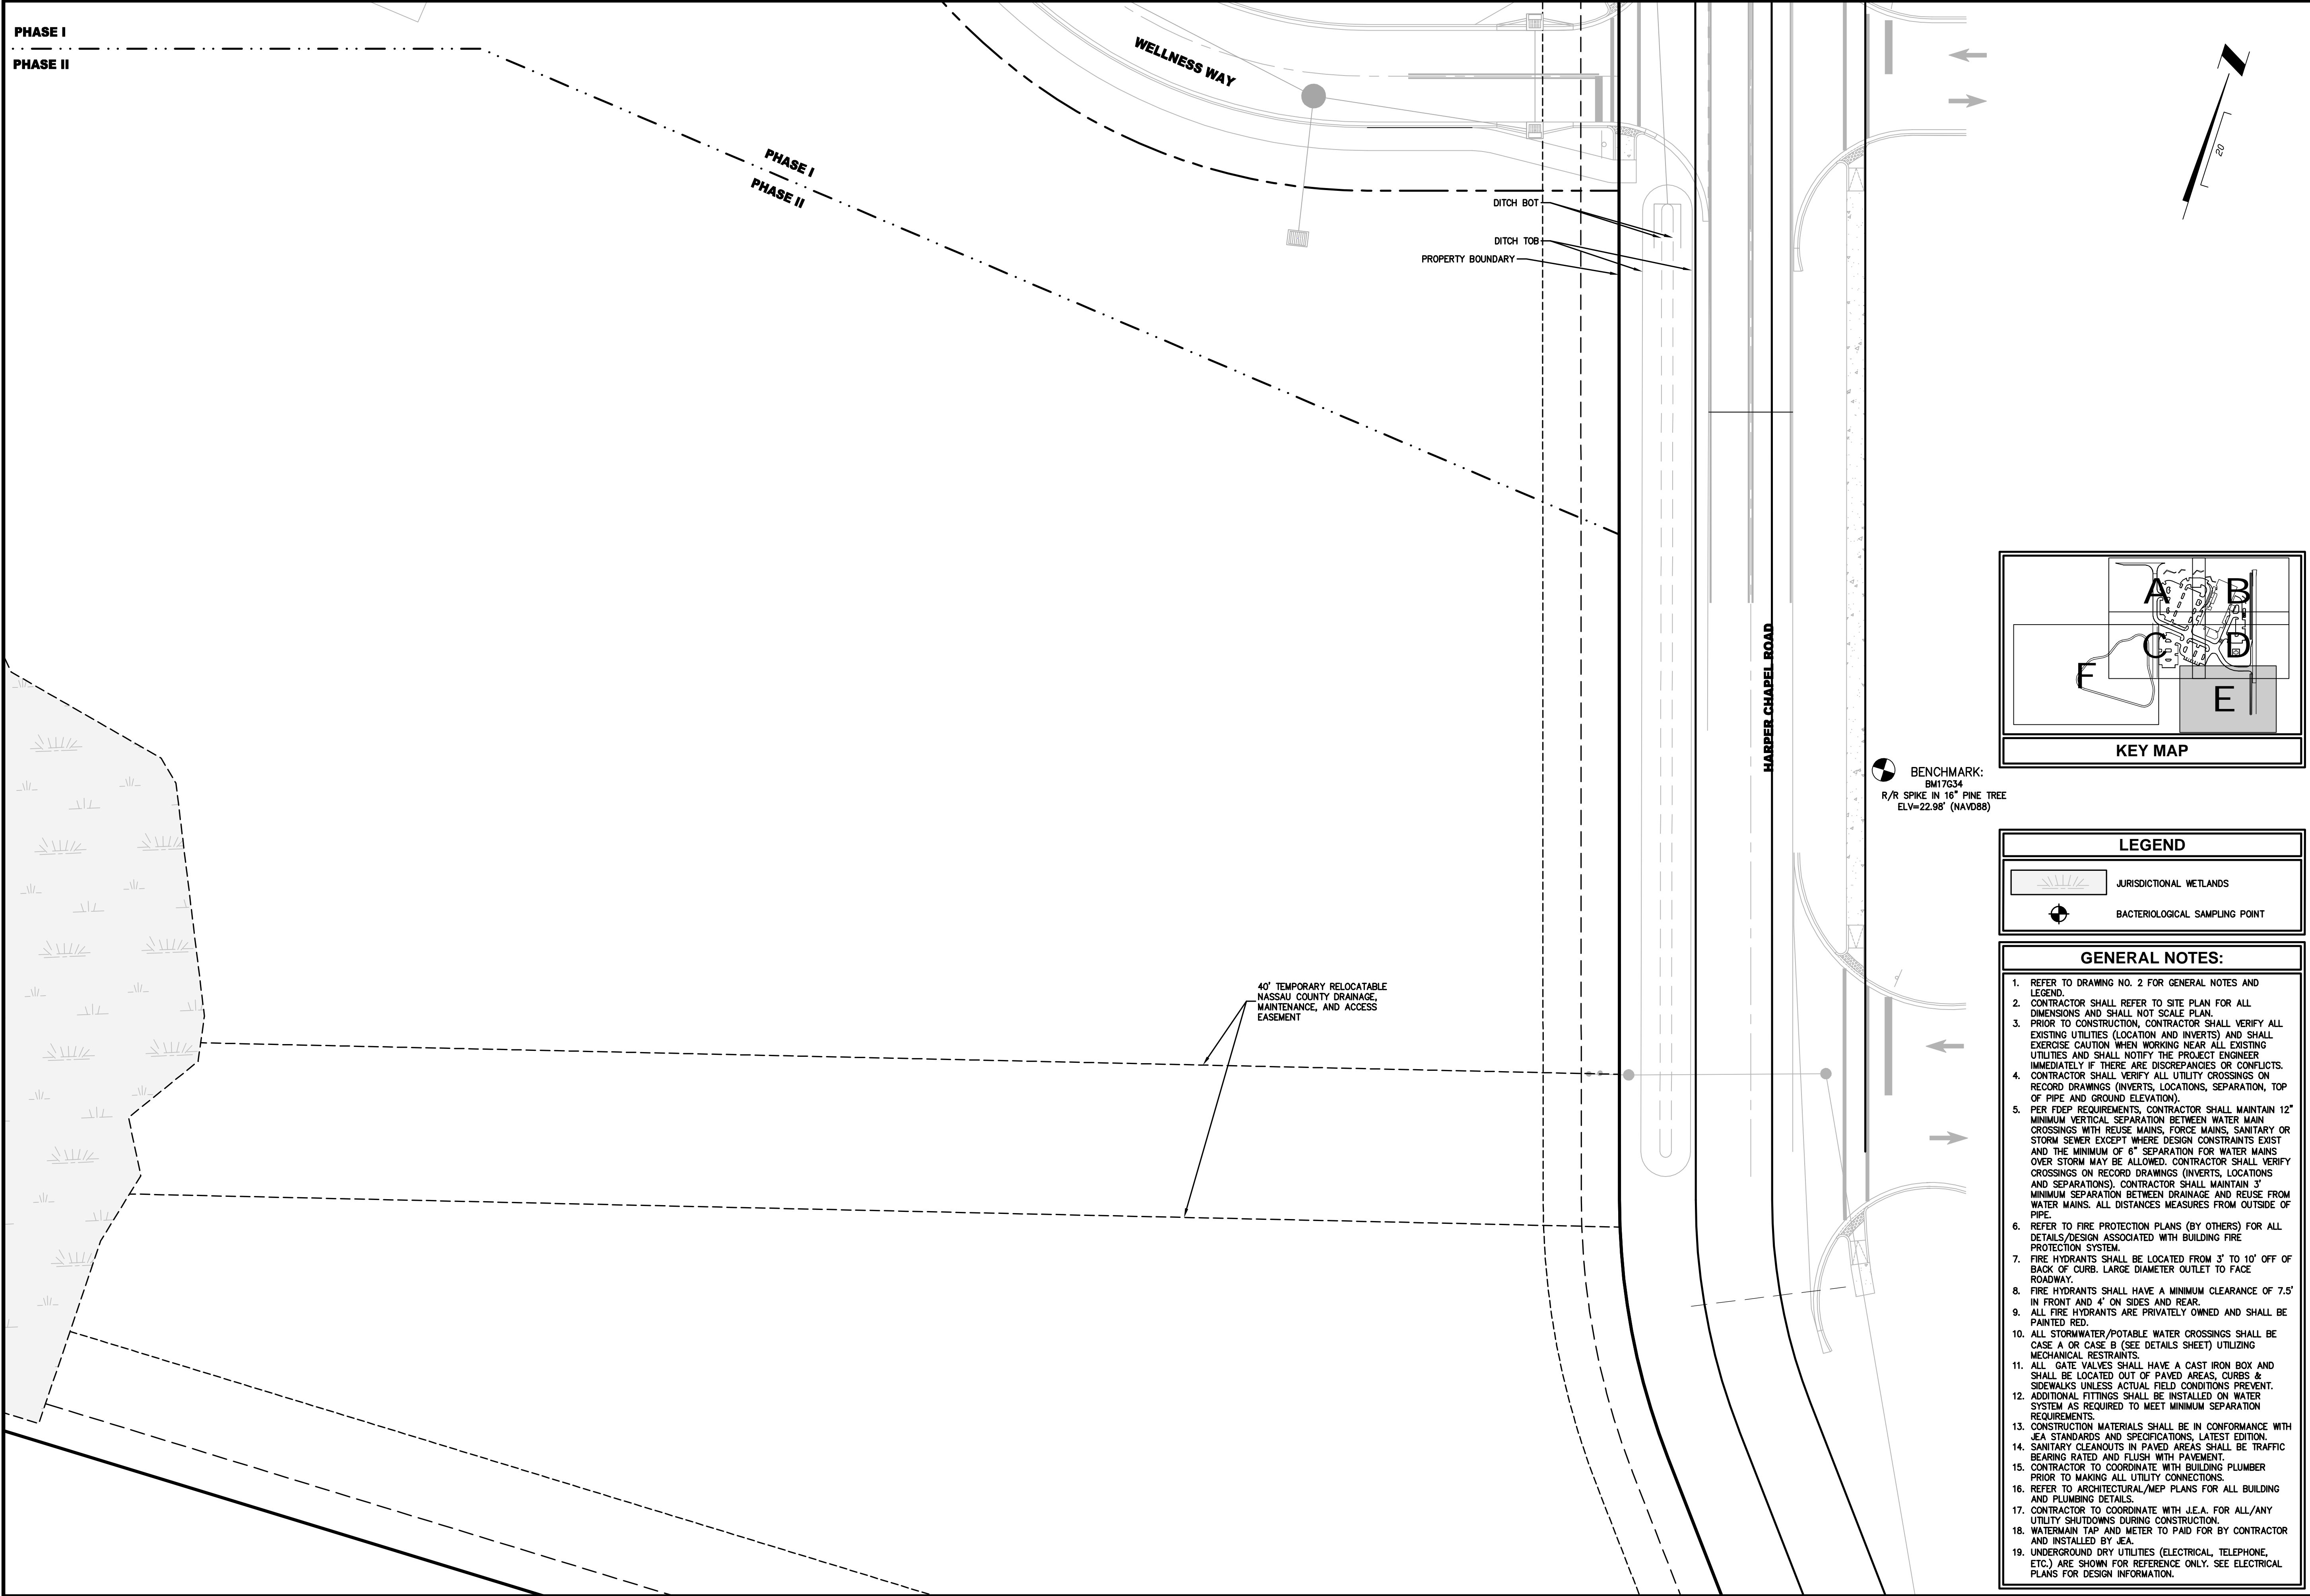 PHASE I
PHASE II
WELLNESS WAY
PHASE I
PHASE II
DITCH BOT
DITCH TOB
PROPERTY BOUNDARY
20
HARPER CHAPEL ROAD
A
B
C
D
F
E
KEY MAP
BENCHMARK:
BM17G34
R/R SPIKE IN 16" PINE TREE
ELV=22.98' (NAVD88)
LEGEND
JURISDICTIONAL WETLANDS
BACTERIOLOGICAL SAMPLING POINT
40' TEMPORARY RELOCATABLE
NASSAU COUNTY DRAINAGE,
MAINTENANCE, AND ACCESS
EASEMENT
GENERAL NOTES:
1. REFER TO DRAWING NO. 2 FOR GENERAL NOTES AND
LEGEND.
2. CONTRACTOR SHALL REFER TO SITE PLAN FOR ALL
DIMENSIONS AND SHALL NOT SCALE PLAN.
3. PRIOR TO CONSTRUCTION, CONTRACTOR SHALL VERIFY ALL
EXISTING UTILITIES (LOCATION AND INVERTS) AND SHALL
EXERCISE CAUTION WHEN WORKING NEAR ALL EXISTING
UTILITIES AND SHALL NOTIFY THE PROJECT ENGINEER
IMMEDIATELY IF THERE ARE DISCREPANCIES OR CONFLICTS.
4. CONTRACTOR SHALL VERIFY ALL UTILITY CROSSINGS ON
RECORD DRAWINGS (INVERTS, LOCATIONS, SEPARATION, TOP
OF PIPE AND GROUND ELEVATION).
5. PER FDEP REQUIREMENTS, CONTRACTOR SHALL MAINTAIN 12"
MINIMUM VERTICAL SEPARATION BETWEEN WATER MAIN
CROSSINGS WITH REUSE MAINS, FORCE MAINS, SANITARY OR
STORM SEWER EXCEPT WHERE DESIGN CONSTRAINTS EXIST
AND THE MINIMUM OF 6" SEPARATION FOR WATER MAINS
OVER STORM MAY BE ALLOWED. CONTRACTOR SHALL VERIFY
CROSSINGS ON RECORD DRAWINGS (INVERTS, LOCATIONS
AND SEPARATIONS). CONTRACTOR SHALL MAINTAIN 3'
MINIMUM SEPARATION BETWEEN DRAINAGE AND REUSE FROM
WATER MAINS. ALL DISTANCES MEASURES FROM OUTSIDE OF
PIPE.
6. REFER TO FIRE PROTECTION PLANS (BY OTHERS) FOR ALL
DETAILS/DESIGN ASSOCIATED WITH BUILDING FIRE
PROTECTION SYSTEM.
7. FIRE HYDRANTS SHALL BE LOCATED FROM 3' TO 10' OFF OF
BACK OF CURB. LARGE DIAMETER OUTLET TO FACE
ROADWAY.
8. FIRE HYDRANTS SHALL HAVE A MINIMUM CLEARANCE OF 7.5'
IN FRONT AND 4' ON SIDES AND REAR.
9. ALL FIRE HYDRANTS ARE PRIVATELY OWNED AND SHALL BE
PAINTED RED.
10. ALL STORMWATER/POTABLE WATER CROSSINGS SHALL BE
CASE A OR CASE B (SEE DETAILS SHEET) UTILIZING
MECHANICAL RESTRAINTS.
11. ALL GATE VALVES SHALL HAVE A CAST IRON BOX AND
SHALL BE LOCATED OUT OF PAVED AREAS, CURBS &
SIDEWALKS UNLESS ACTUAL FIELD CONDITIONS PREVENT.
12. ADDITIONAL FITTINGS SHALL BE INSTALLED ON WATER
SYSTEM AS REQUIRED TO MEET MINIMUM SEPARATION
REQUIREMENTS.
13. CONSTRUCTION MATERIALS SHALL BE IN CONFORMANCE WITH
JEA STANDARDS AND SPECIFICATIONS, LATEST EDITION.
14. SANITARY CLEANOUTS IN PAVED AREAS SHALL BE TRAFFIC
BEARING RATED AND FLUSH WITH PAVEMENT.
15. CONTRACTOR TO COORDINATE WITH BUILDING PLUMBER
PRIOR TO MAKING ALL UTILITY CONNECTIONS.
16. REFER TO ARCHITECTURAL/MEP PLANS FOR ALL BUILDING
AND PLUMBING DETAILS.
17. CONTRACTOR TO COORDINATE WITH J.E.A. FOR ALL/ANY
UTILITY SHUTDOWNS DURING CONSTRUCTION.
18. WATERMAIN TAP AND METER TO PAID FOR BY CONTRACTOR
AND INSTALLED BY JEA.
19. UNDERGROUND DRY UTILITIES (ELECTRICAL, TELEPHONE,
ETC.) ARE SHOWN FOR REFERENCE ONLY. SEE ELECTRICAL
PLANS FOR DESIGN INFORMATION.